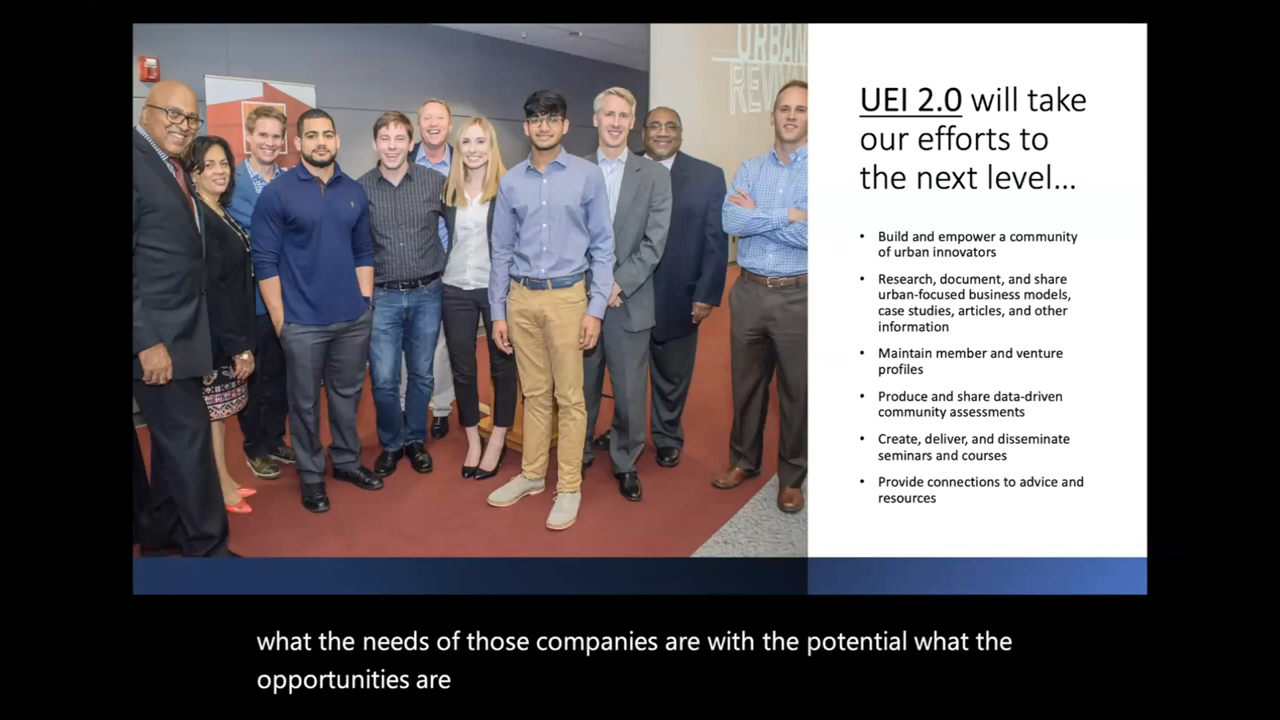 URBAN
UEI 2.0 will take
our efforts to
the next level...
• Build and empower a community
of urban innovators
• Research, document, and share
urban-focused business models,
case studies, articles, and other
information
• Maintain member and venture
profiles
• Produce and share data-driven
community assessments
• Create, deliver, and disseminate
seminars and courses
• Provide connections to advice and
resources
what the needs of those companies are with the potential what the
opportunities are